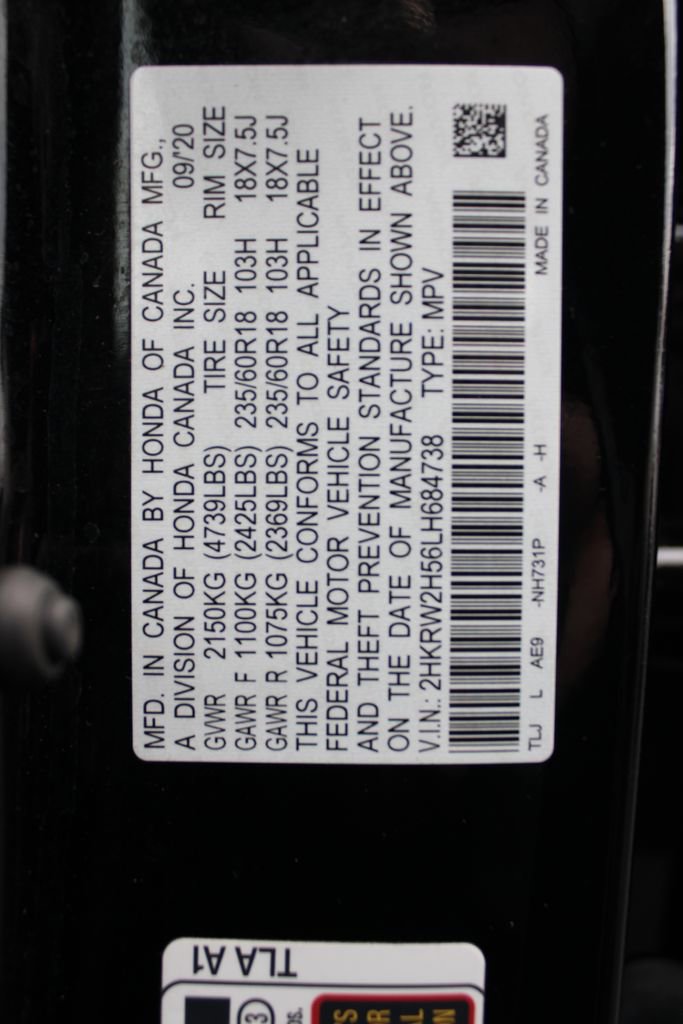 MFD. IN CANADA BY HONDA OF CANADA MFG.,
A DIVISION OF HONDA CANADA INC. 09/'20
GVWR 2150KG (4739LBS) TIRE SIZE RIM SIZE
GAWR F 1100KG (2425LBS) 235/60R18 103H 18X7.5J
GAWR R 1075KG (2369LBS) 235/60R18 103H 18X7.5J
THIS VEHICLE CONFORMS TO ALL APPLICABLE
FEDERAL MOTOR VEHICLE SAFETY
AND THEFT PREVENTION STANDARDS IN EFFECT
ON THE DATE OF MANUFACTURE SHOWN ABOVE.
V.I.N.: 2HKRW2H56LH684738 TYPE: MPV
TLJ L AE9 -NH731P -A -H MADE IN CANADA
TLA A1